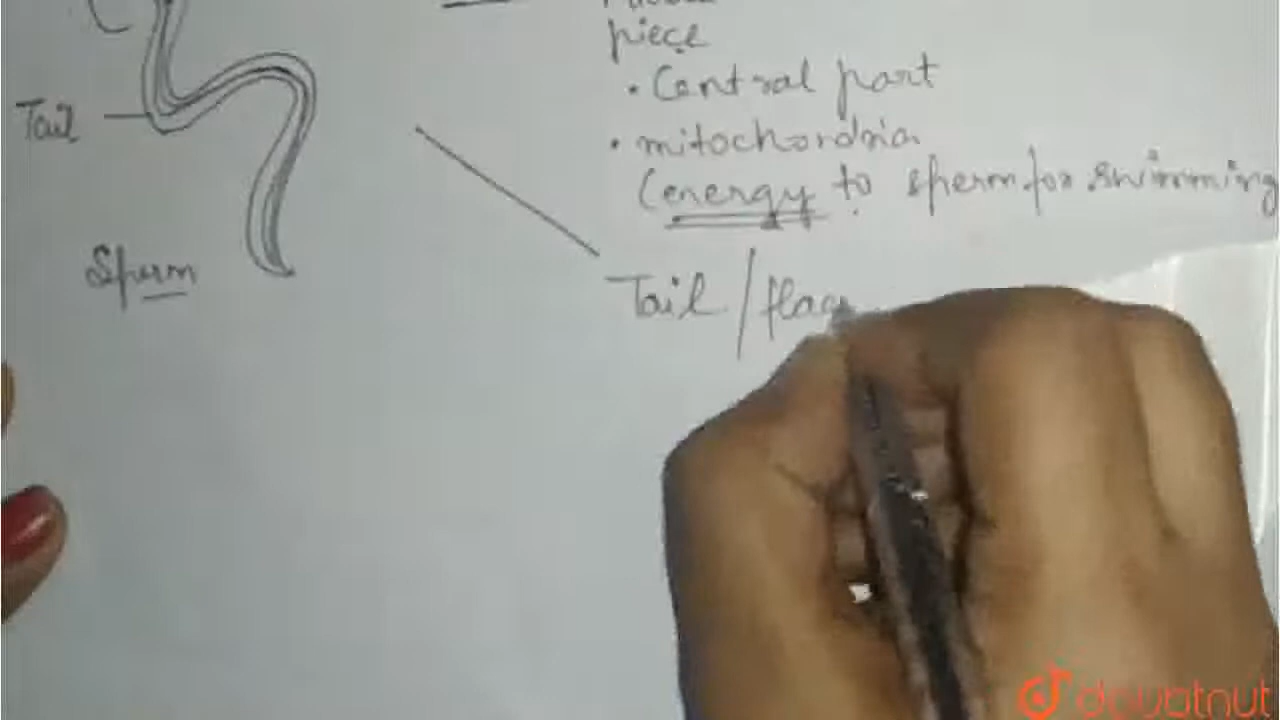 piece
• Central part
Tail
• mitochondria
(energy to sperm for swimming
Sperm
Tail / flag
doubtnut